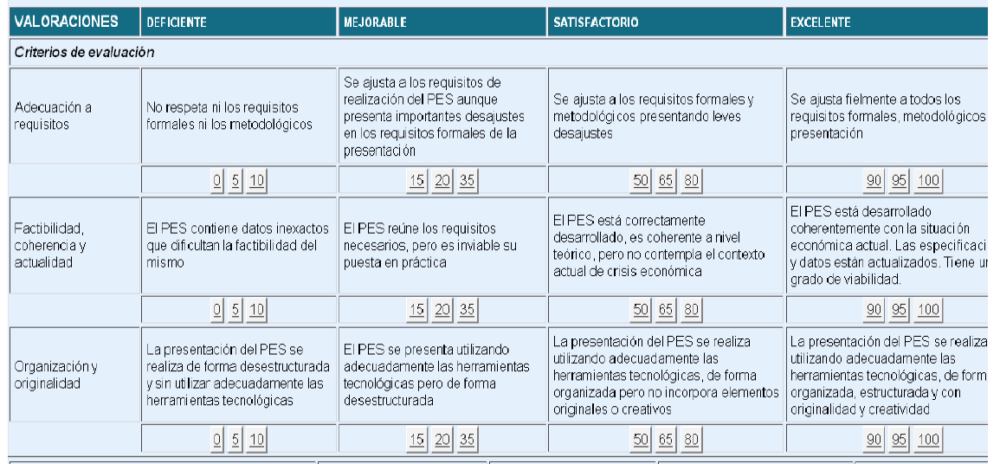 VALORACIONES DEFICIENTE MEJORABLE SATISFACTORIO EXCELENTE
Criterios de evaluación
Adecuación a
requisitos
No respeta ni los requisitos
formales ni los metodológicos
Se ajusta a los requisitos de
realización del PES aunque
presenta importantes desajustes
en los requisitos formales de la
presentación
Se ajusta a los requisitos formales y
metodológicos presentando leves
desajustes
Se ajusta fielmente a todos los
requisitos formales, metodológicos
presentación
0 5 10 15 20 35 50 65 80 90 95 100
Factibilidad,
coherencia y
actualidad
El PES contiene datos inexactos
que dificultan la factibilidad del
mismo
El PES reúne los requisitos
necesarios, pero es inviable su
puesta en práctica
El PES está correctamente
desarrollado, es coherente a nivel
teórico, pero no contempla el contexto
actual de crisis económica
El PES está desarrollado
coherentemente con la situación
económica actual. Las especificaci
y datos están actualizados. Tiene
grado de viabilidad.
0 5 10 15 20 35 50 65 80 90 95 100
Organización y
originalidad
La presentación del PES se
realiza de forma desestructurada
y sin utilizar adecuadamente las
herramientas tecnológicas
El PES se presenta utilizando
adecuadamente las herramientas
tecnológicas pero de forma
desestructurada
La presentación del PES se realiza
utilizando adecuadamente las
herramientas tecnológicas, de forma
organizada pero no incorpora elementos
originales o creativos
La presentación del PES se realiza
utilizando adecuadamente las
herramientas tecnológicas, de form
organizada, estructurada y con
originalidad y creatividad
0 5 10 15 20 35 50 65 80 90 95 100